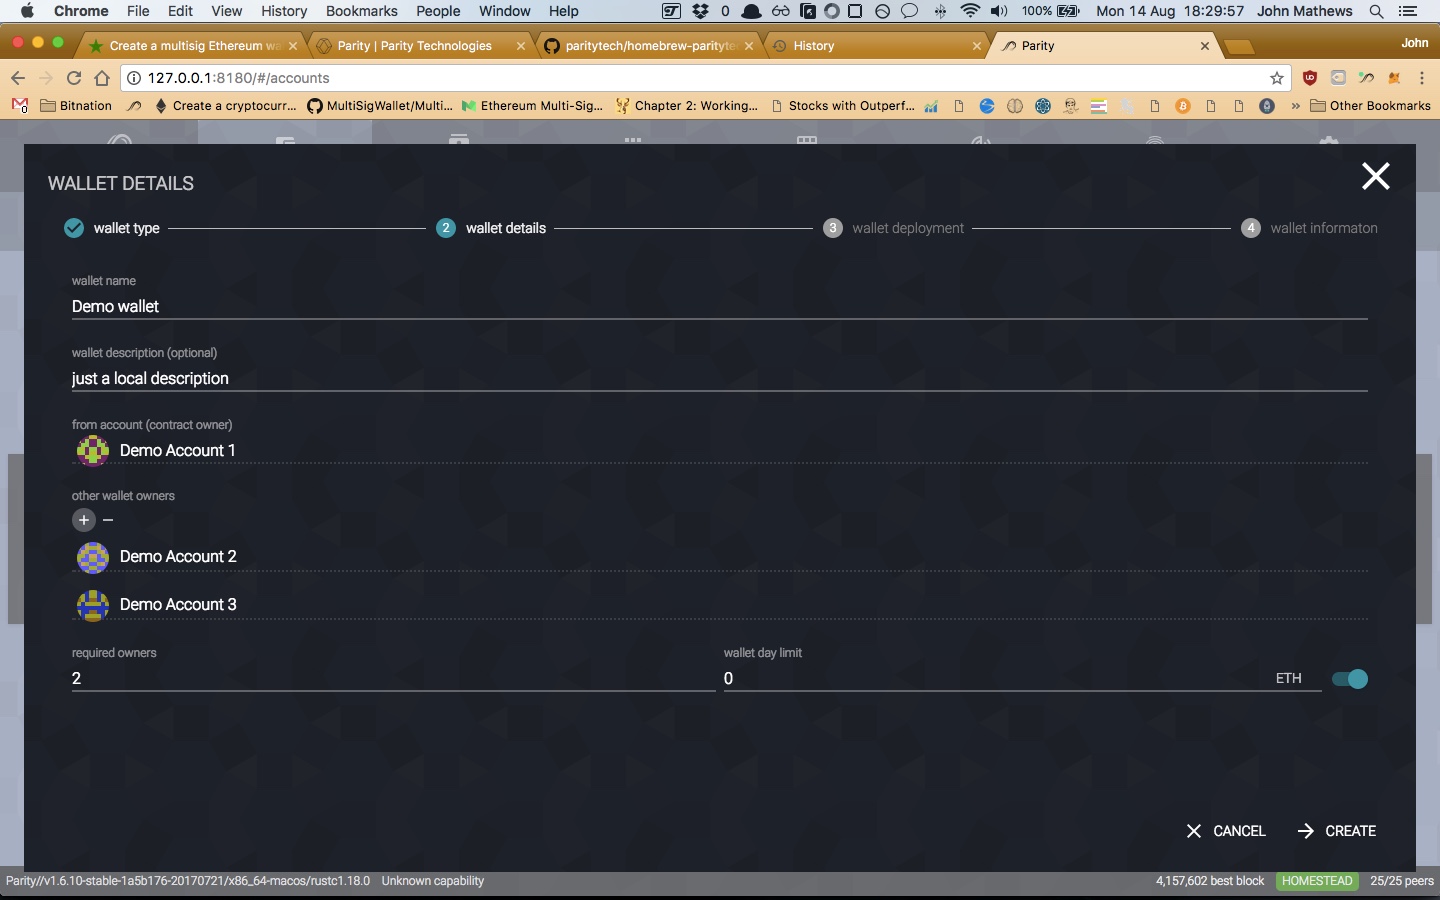 Chrome File Edit View History Bookmarks People Window Help 0 100% Mon 14 Aug 18:29:57 John Mathews
Create a multisig Ethereum wa Parity | Parity Technologies paritytech/homebrew-parityte History Parity John
127.0.0.1:8180/#/accounts
0 Bitnation Create a cryptocurr... MultiSigWallet/Multi... Ethereum Multi-Sig... Chapter 2: Working... Stocks with Outperf... » Other Bookmarks
WALLET DETAILS
wallet type 2 wallet details 3 wallet deployment 4 wallet informaton
wallet name
Demo wallet
wallet description (optional)
just a local description
from account (contract owner)
Demo Account 1
other wallet owners
Demo Account 2
Demo Account 3
required owners wallet day limit
2 0 ETH
CANCEL CREATE
Parity//v1.6.10-stable-1a5b176-20170721/x86_64-macos/rustc1.18.0 Unknown capability 4,157,602 best block HOMESTEAD 25/25 peers